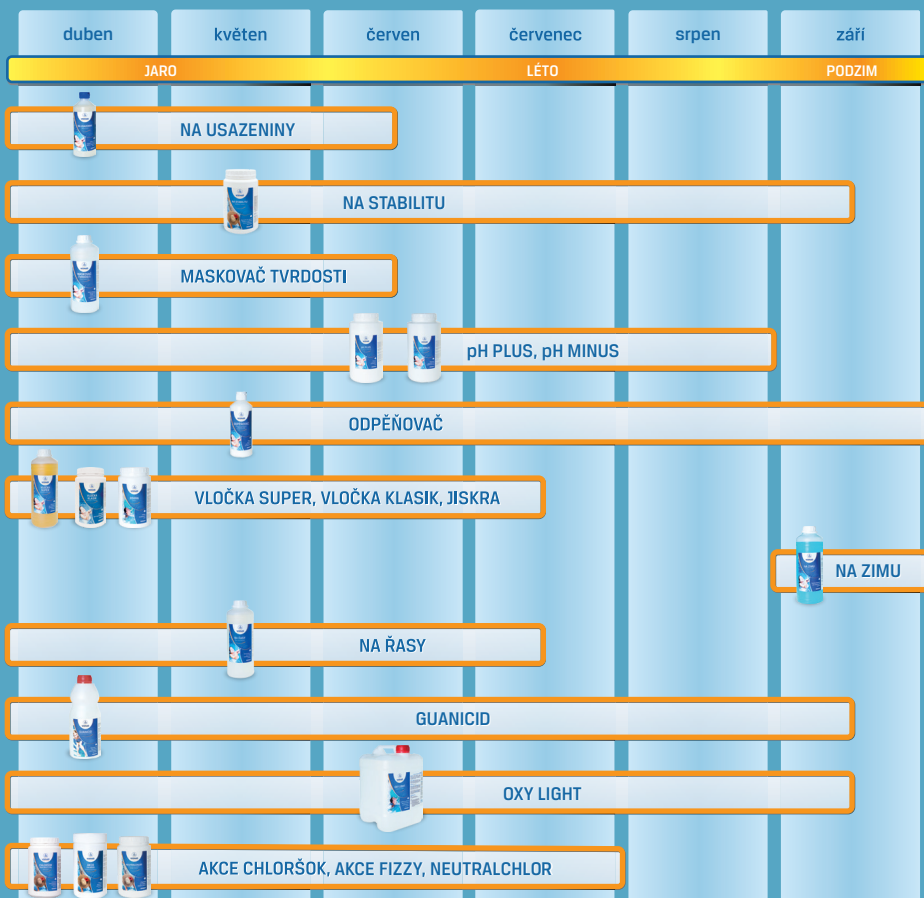 duben květen červen červenec srpen září
JARO LÉTO PODZIM
NA USAZENINY
NA STABILITU
MASKOVAČ TVRDOSTI
pH PLUS, pH MINUS
ODPĚŇOVAČ
VLOČKA SUPER, VLOČKA KLASIK, JISKRA
NA ZIMU
NA ŘASY
GUANICID
OXY LIGHT
AKCE CHLORŠOK, AKCE FIZZY, NEUTRALCHLOR